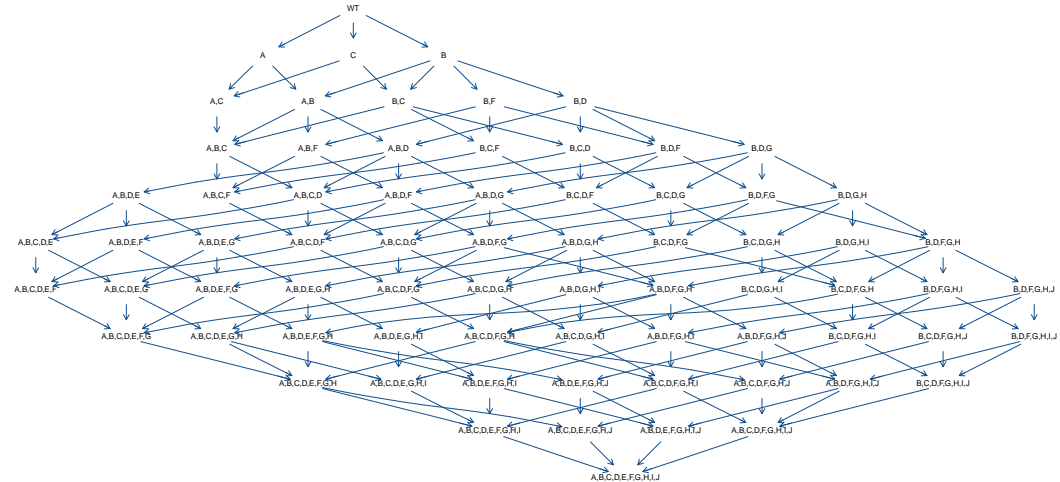 WT
A C B
A,C A,B B,C B,F B,D
A,B,C A,B,F A,B,D B,C,F B,C,D B,D,F B,D,G
A,B,D,E A,B,C,F A,B,C,D A,B,D,F A,B,D,G B,C,D,F B,C,D,G B,D,F,G B,D,G,H
A,B,C,D,E A,B,D,E,F A,B,D,E,G A,B,C,D,F A,B,C,D,G A,B,D,F,G A,B,D,G,H B,C,D,F,G B,C,D,G,H B,D,G,H,I B,D,F,G,H
A,B,C,D,E,F A,B,C,D,E,G A,B,D,E,F,G A,B,D,E,G,H A,B,C,D,F,G A,B,C,D,G,H A,B,D,G,H,I A,B,D,F,G,H B,C,D,G,H,I B,C,D,F,G,H B,D,F,G,H,I B,D,F,G,H,J
A,B,C,D,E,F,G A,B,C,D,E,G,H A,B,D,E,F,G,H A,B,D,E,G,H,I A,B,C,D,F,G,H A,B,C,D,G,H,I A,B,D,F,G,H,I A,B,D,F,G,H,J B,C,D,F,G,H,I B,C,D,F,G,H,J B,D,F,G,H,I,J
A,B,C,D,E,F,G,H A,B,C,D,E,G,H,I A,B,D,E,F,G,H,I A,B,D,E,F,G,H,J A,B,C,D,F,G,H,I A,B,C,D,F,G,H,J A,B,D,F,G,H,I,J B,C,D,F,G,H,I,J
A,B,C,D,E,F,G,H,I A,B,C,D,E,F,G,H,J A,B,D,E,F,G,H,I,J A,B,C,D,F,G,H,I,J
A,B,C,D,E,F,G,H,I,J